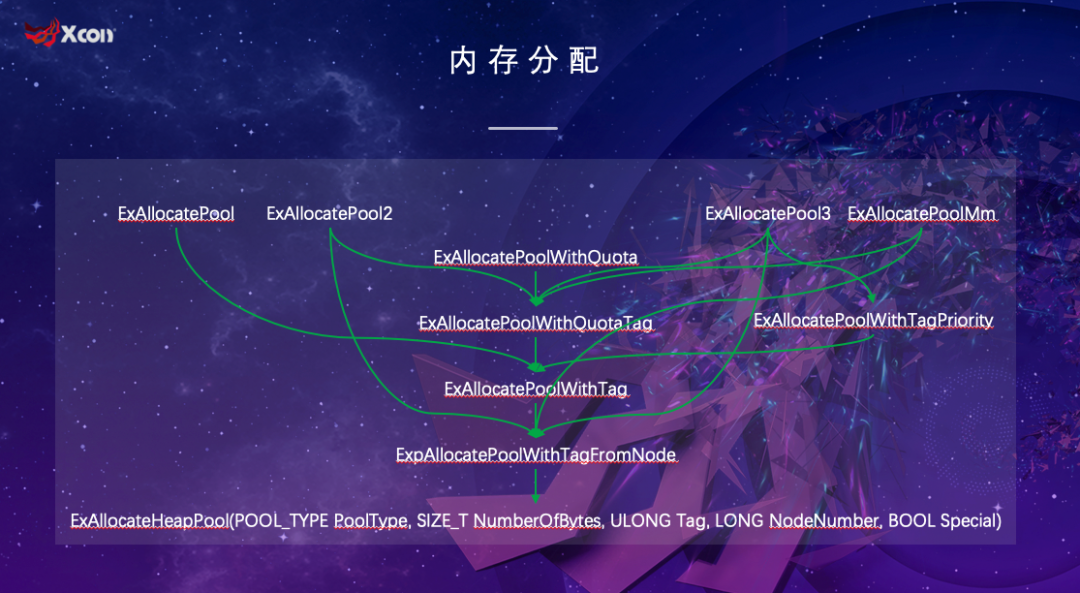 Xcon
内存分配
ExAllocatePool ExAllocatePool2 ExAllocatePool3 ExAllocatePoolMm
ExAllocatePoolWithQuota
ExAllocatePoolWithQuotaTag ExAllocatePoolWithTagPriority
ExAllocatePoolWithTag
ExpAllocatePoolWithTagFromNode
ExAllocateHeapPool(POOL_TYPE PoolType, SIZE_T NumberOfBytes, ULONG Tag, LONG NodeNumber, BOOL Special)